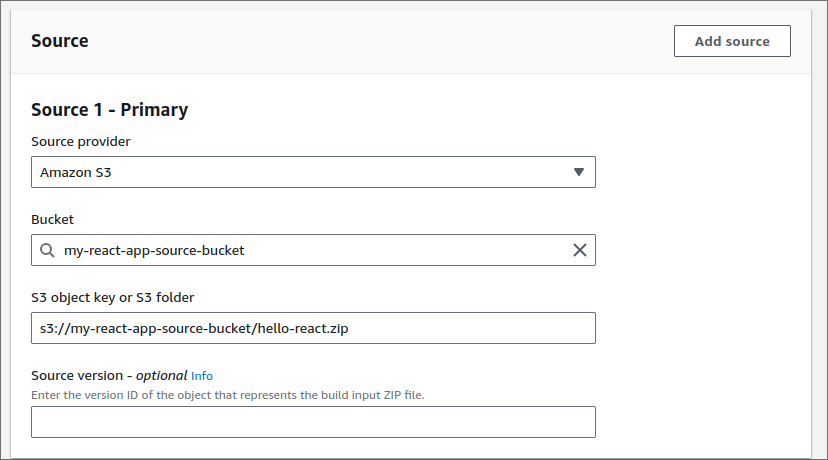 Source
Add source
Source 1 - Primary
Source provider
Amazon S3
Bucket
my-react-app-source-bucket
S3 object key or S3 folder
s3://my-react-app-source-bucket/hello-react.zip
Source version - optional Info
Enter the version ID of the object that represents the build input ZIP file.